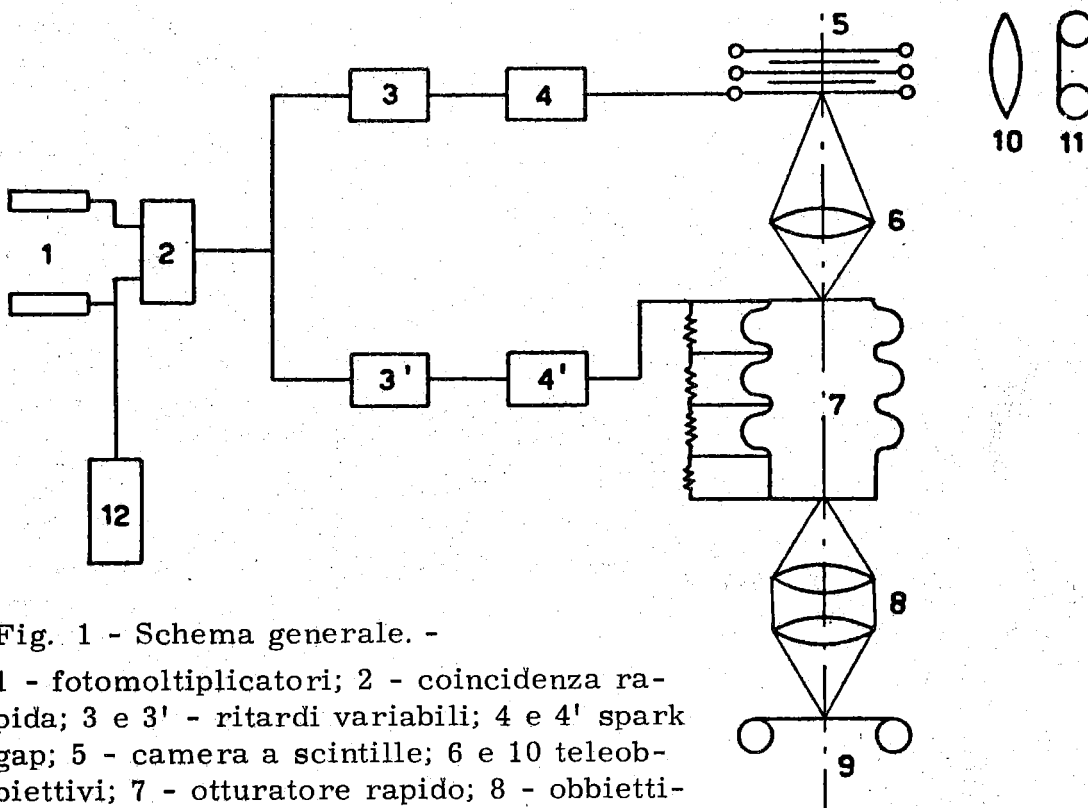 5
3
4
10
11
6
1
2
3'
4'
7
12
8
Fig. 1 - Schema generale. -
1 - fotomoltiplicatori; 2 - coincidenza ra-
pida; 3 e 3' - ritardi variabili; 4 e 4' spark
gap; 5 - camera a scintille; 6 e 10 teleob-
biettivi; 7 - otturatore rapido; 8 - obbietti-
9